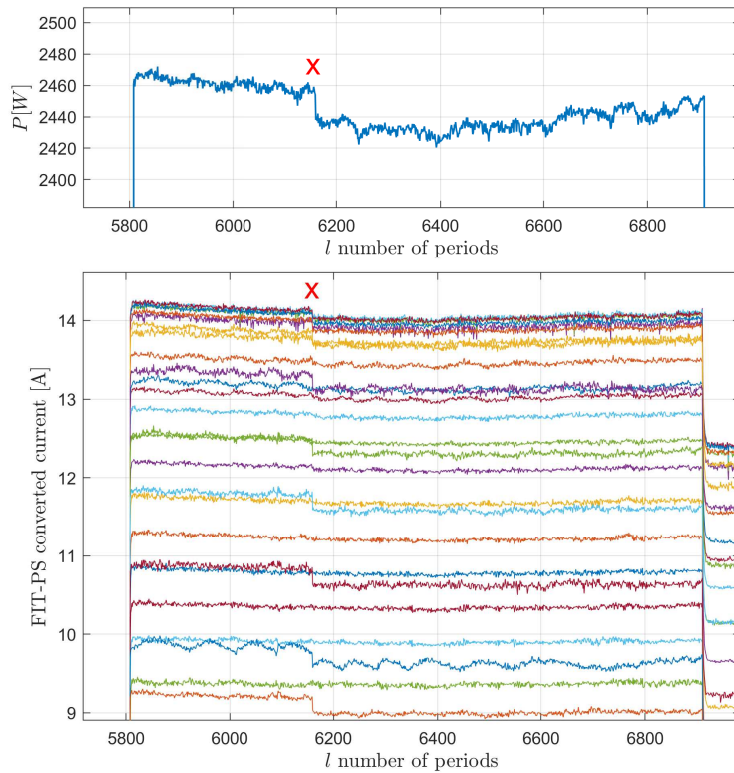 2500
2480
2460
2440
2420
2400
P[W]
X
5800 6000 6200 6400 6600 6800
l number of periods
X
14
13
12
11
10
9
FIT-PS converted current [A]
5800 6000 6200 6400 6600 6800
l number of periods